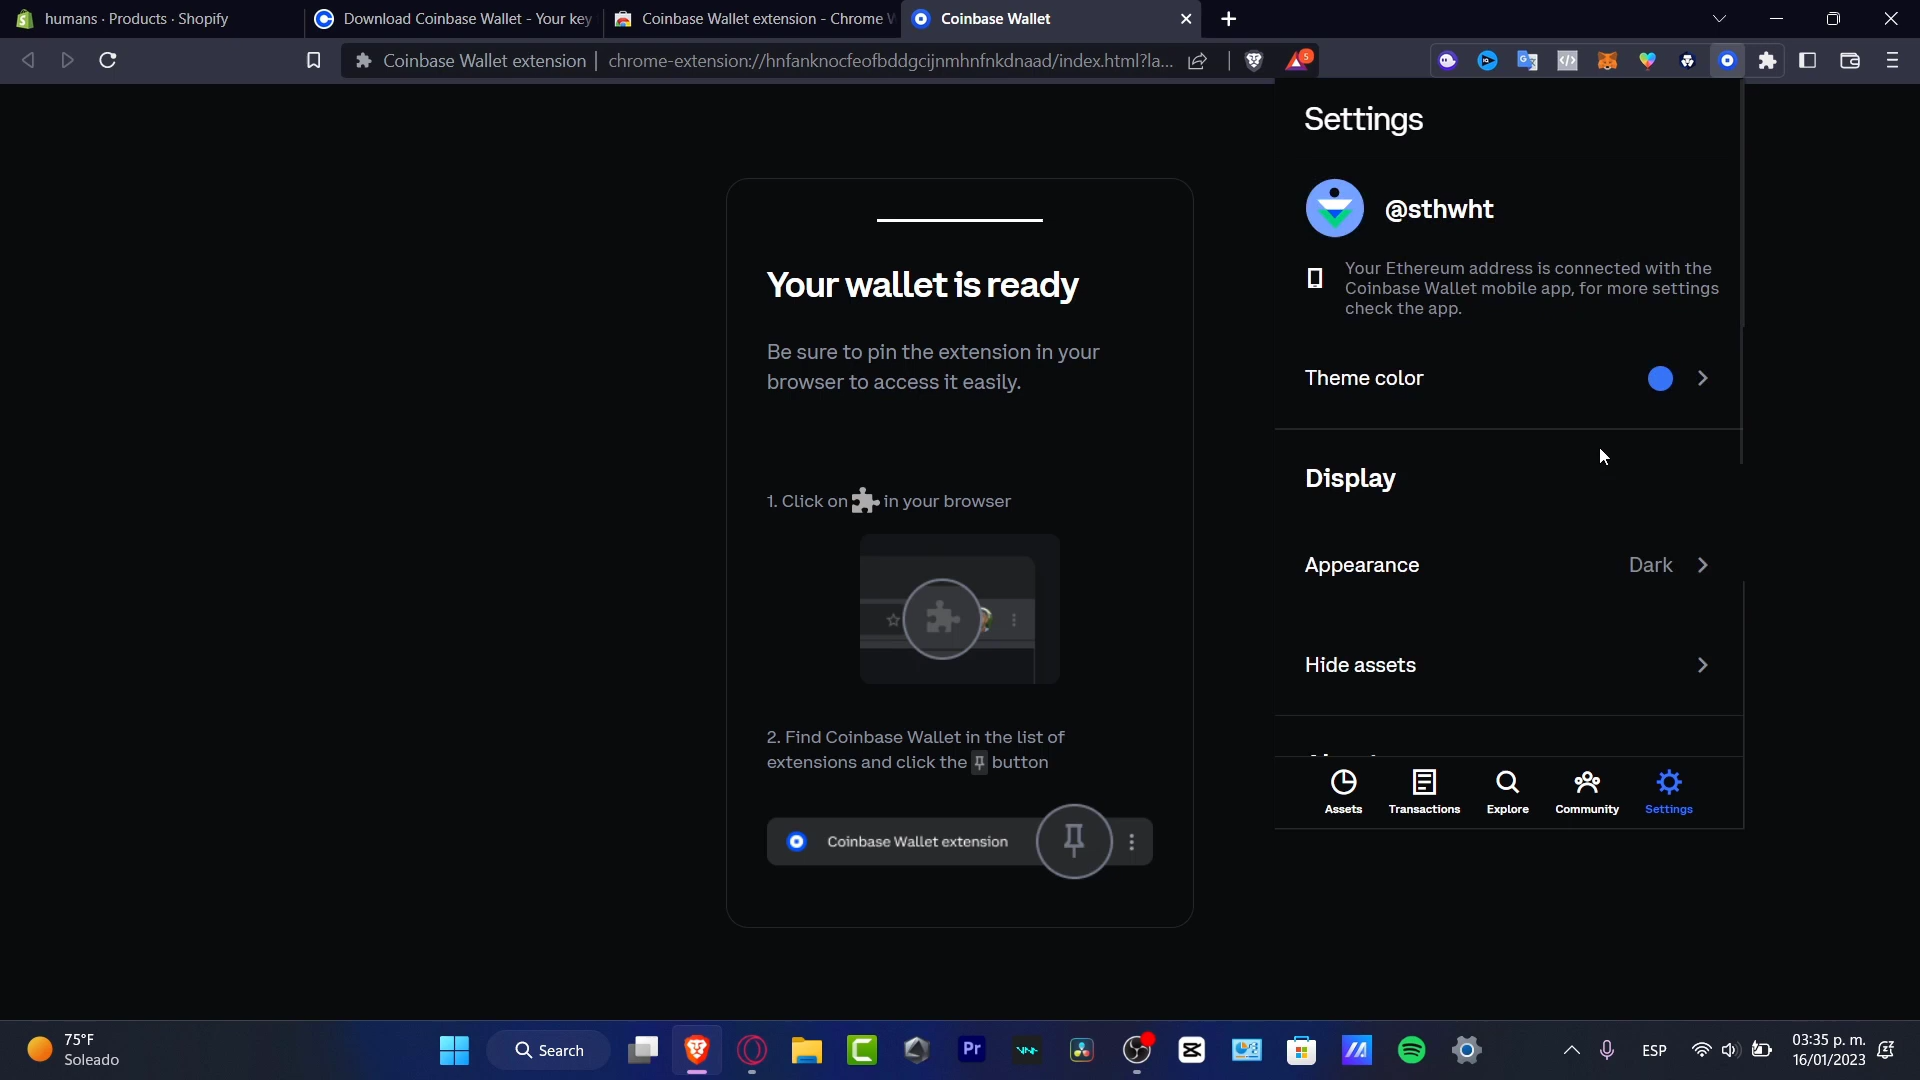 humans · Products · Shopify
Download Coinbase Wallet - Your key
Coinbase Wallet extension - Chrome W
Coinbase Wallet
Coinbase Wallet extension
chrome-extension://hnfanknocfeofbddgcijnmhnfnkdnaad/index.html?la...
5
Your wallet is ready
Be sure to pin the extension in your
browser to access it easily.
1. Click on in your browser
2. Find Coinbase Wallet in the list of
extensions and click the button
Coinbase Wallet extension
Settings
@sthwht
Your Ethereum address is connected with the
Coinbase Wallet mobile app, for more settings
check the app.
Theme color
Display
Appearance
Dark
Hide assets
Assets
Transactions
Explore
Community
Settings
75°F
Soleado
Search
Pr
ESP
03:35 p. m.
16/01/2023